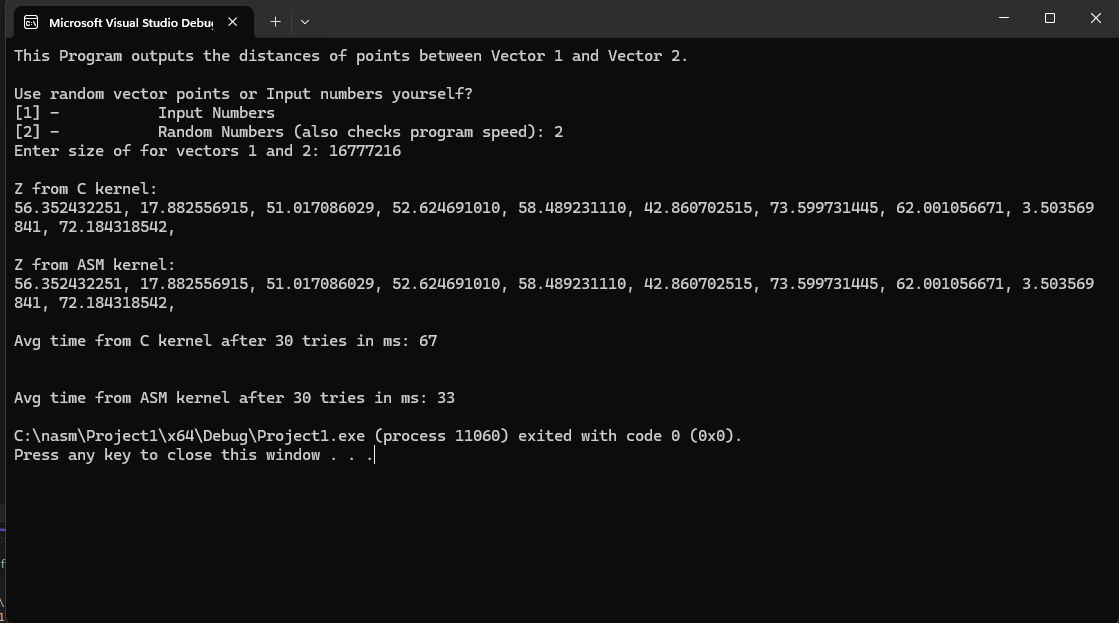 Microsoft Visual Studio Debug
This Program outputs the distances of points between Vector 1 and Vector 2.
Use random vector points or Input numbers yourself?
[1] -           Input Numbers
[2] -           Random Numbers (also checks program speed): 2
Enter size of for vectors 1 and 2: 16777216
Z from C kernel:
56.352432251, 17.882556915, 51.017086029, 52.624691010, 58.489231110, 42.860702515, 73.599731445, 62.001056671, 3.503569
841, 72.184318542,
Z from ASM kernel:
56.352432251, 17.882556915, 51.017086029, 52.624691010, 58.489231110, 42.860702515, 73.599731445, 62.001056671, 3.503569
841, 72.184318542,
Avg time from C kernel after 30 tries in ms: 67
Avg time from ASM kernel after 30 tries in ms: 33
C:\nasm\Project1\x64\Debug\Project1.exe (process 11060) exited with code 0 (0x0).
Press any key to close this window . . .